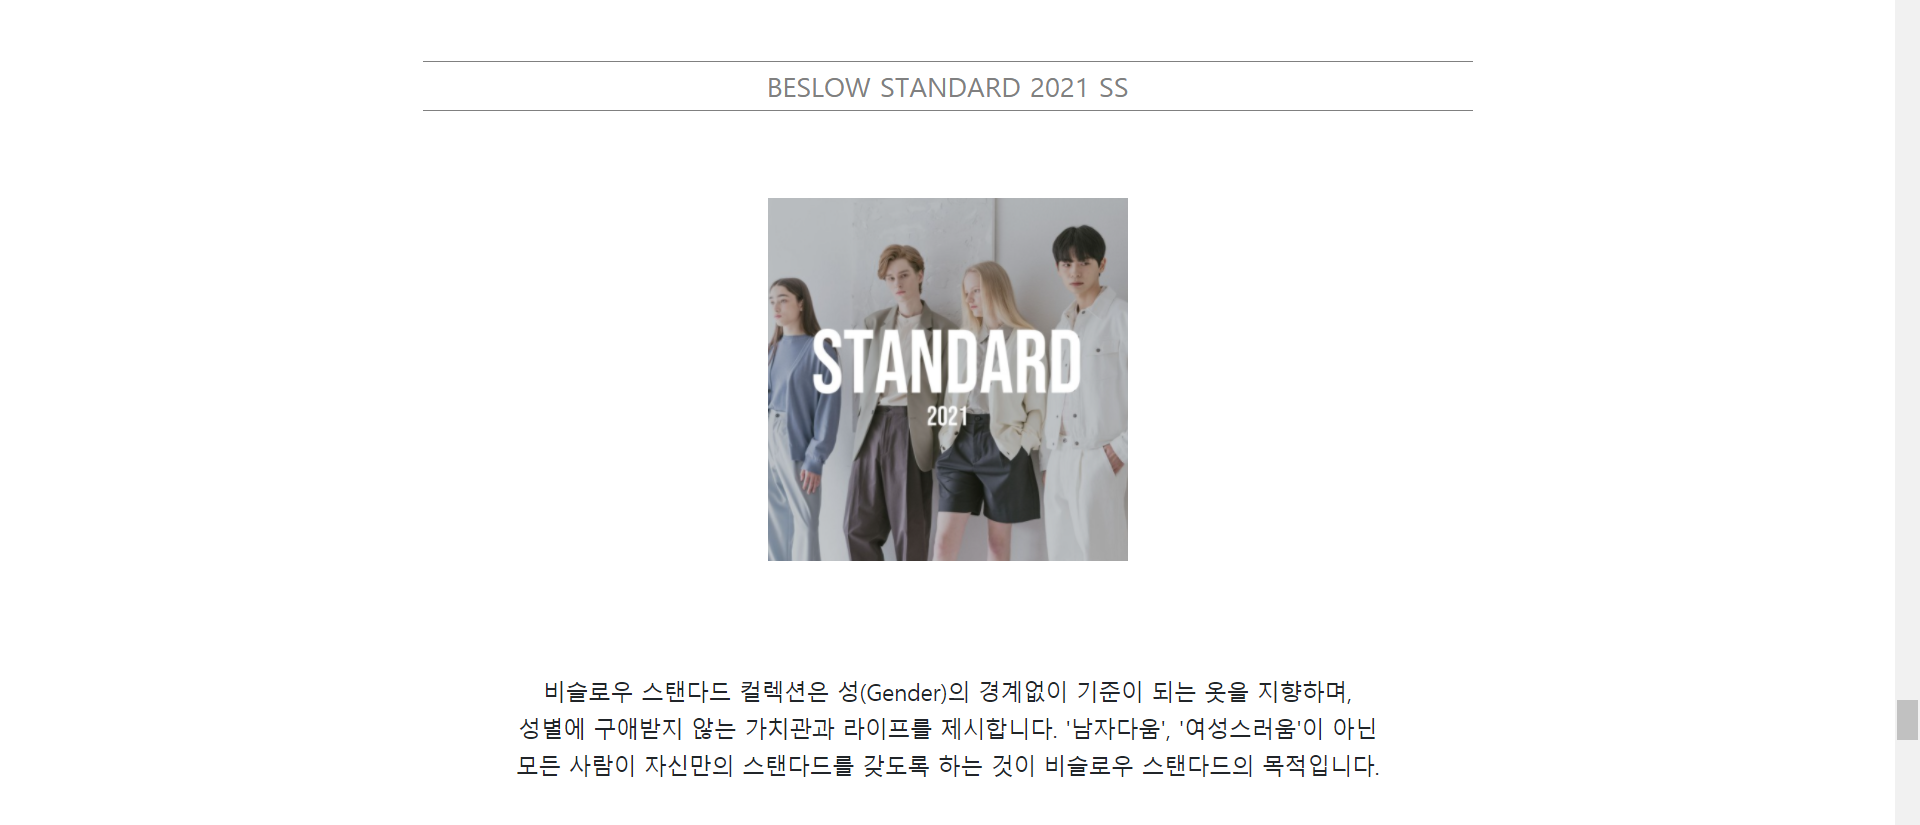 BESLOW STANDARD 2021 SS
STANDARD
2021
비슬로우 스탠다드 컬렉션은 성(Gender)의 경계없이 기준이 되는 옷을 지향하며,
성별에 구애받지 않는 가치관과 라이프를 제시합니다. '남자다움', '여성스러움'이 아닌
모든 사람이 자신만의 스탠다드를 갖도록 하는 것이 비슬로우 스탠다드의 목적입니다.